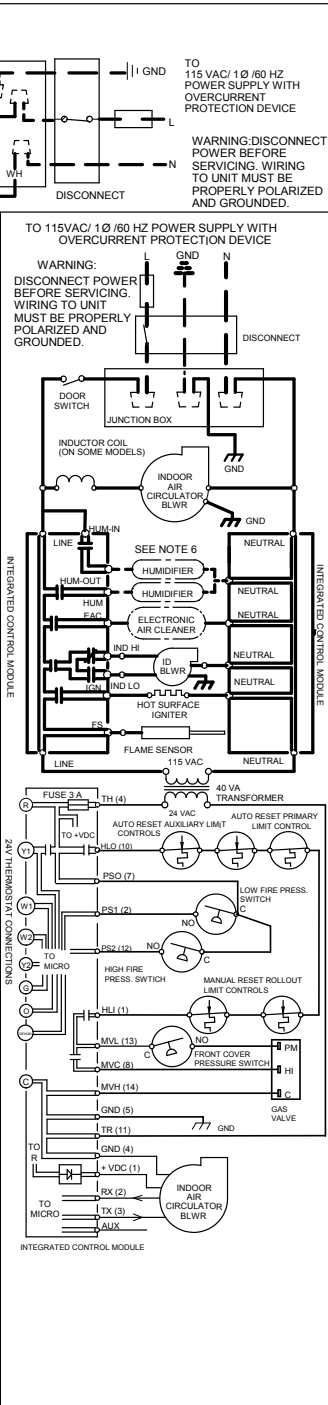 GND
TO
115 VAC/ 1Ø /60 HZ
POWER SUPPLY WITH
OVERCURRENT
PROTECTION DEVICE
L
WARNING:DISCONNECT
POWER BEFORE
SERVICING. WIRING
TO UNIT MUST BE
PROPERLY POLARIZED
AND GROUNDED.
WH
N
DISCONNECT
TO 115VAC/ 1Ø /60 HZ POWER SUPPLY WITH
OVERCURRENT PROTECTION DEVICE
WARNING:
DISCONNECT POWER
BEFORE SERVICING.
WIRING TO UNIT
MUST BE PROPERLY
POLARIZED AND
GROUNDED.
L
GND
N
DISCONNECT
DOOR
SWITCH
JUNCTION BOX
GND
INDUCTOR COIL
(ON SOME MODELS)
INDOOR
AIR
CIRCULATOR
BLWR
GND
HUM-IN
LINE
SEE NOTE 6
NEUTRAL
HUMIDIFIER
HUM-OUT
HUMIDIFIER
NEUTRAL
HUM
EAC
ELECTRONIC
AIR CLEANER
NEUTRAL
IND HI
ID
BLWR
NEUTRAL
IGN
IND LO
NEUTRAL
HOT SURFACE
IGNITER
FS
FLAME SENSOR
LINE
115 VAC
NEUTRAL
INTEGRATED CONTROL MODULE
INTEGRATED CONTROL MODULE
40 VA
TRANSFORMER
24 VAC
FUSE 3 A
R
TH (4)
TO +VDC
AUTO RESET AUXILIARY LIMIT
CONTROLS
AUTO RESET PRIMARY
LIMIT CONTROL
Y1
HLO (10)
PSO (7)
LOW FIRE PRESS.
SWITCH
W1
PS1 (2)
NO
C
W2
PS2 (12)
NO
C
Y2
TO
MICRO
HIGH FIRE
PRESS. SWTICH
G
MANUAL RESET ROLLOUT
LIMIT CONTROLS
O
HLI (1)
24V THERMOSTAT CONNECTIONS
MVL (13)
C
NO
FRONT COVER
PRESSURE SWITCH
PM
MVC (8)
HI
C
MVH (14)
C
GAS
VALVE
GND (5)
GND
TR (11)
TO
R
GND (4)
+ VDC (1)
INDOOR
AIR
CIRCULATOR
BLWR
RX (2)
TO
MICRO
TX (3)
AUX
INTEGRATED CONTROL MODULE